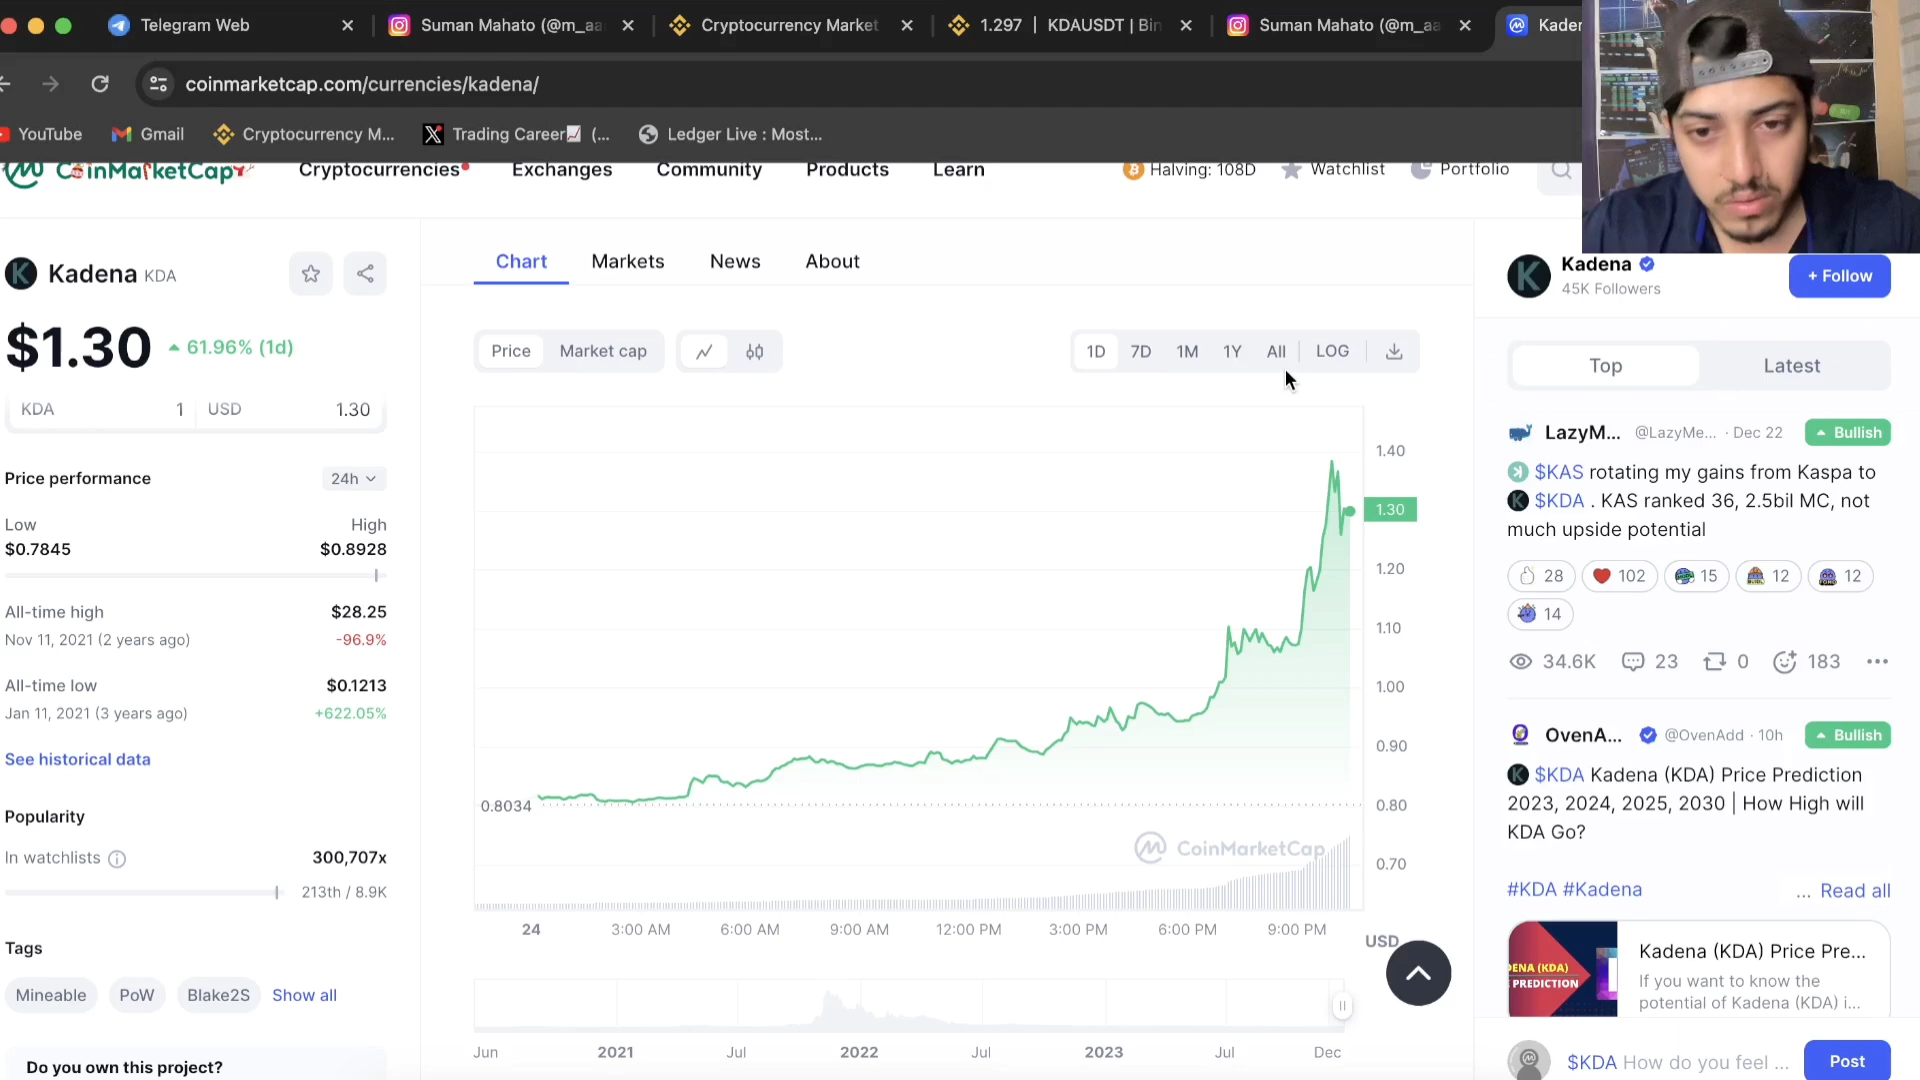 Telegram Web
Suman Mahato (@m_aa
Cryptocurrency Market
1.297 | KDAUSDT | Bin
Suman Mahato (@m_aa
Kaden
coinmarketcap.com/currencies/kadena/
YouTube
Gmail
Cryptocurrency M...
Trading Career📈 (...
Ledger Live : Most...
CoinMarketCap
Cryptocurrencies
Exchanges
Community
Products
Learn
Halving: 108D
Watchlist
Portfolio
Kadena KDA
$1.30
61.96% (1d)
KDA 1 USD 1.30
Price performance
24h
Low High
$0.7845 $0.8928
All-time high $28.25
Nov 11, 2021 (2 years ago) -96.9%
All-time low $0.1213
Jan 11, 2021 (3 years ago) +622.05%
See historical data
Popularity
In watchlists 300,707x
213th / 8.9K
Tags
Mineable PoW Blake2S Show all
Do you own this project?
Chart Markets News About
Price Market cap
1D 7D 1M 1Y All LOG
1.40
1.30
1.20
1.10
1.00
0.90
0.8034
0.80
CoinMarketCap
0.70
24 3:00 AM 6:00 AM 9:00 AM 12:00 PM 3:00 PM 6:00 PM 9:00 PM
USD
Jun 2021 Jul 2022 Jul 2023 Jul Dec
Kadena
45K Followers
+ Follow
Top Latest
LazyM... @LazyMe... · Dec 22 Bullish
$KAS rotating my gains from Kaspa to
$KDA . KAS ranked 36, 2.5bil MC, not
much upside potential
28 102 15 12 12
14
34.6K 23 0 183
OvenA... @OvenAdd · 10h Bullish
$KDA Kadena (KDA) Price Prediction
2023, 2024, 2025, 2030 | How High will
KDA Go?
#KDA #Kadena
... Read all
DENA (KDA)
PREDICTION
Kadena (KDA) Price Pre...
If you want to know the
potential of Kadena (KDA) i...
$KDA How do you feel ...
Post